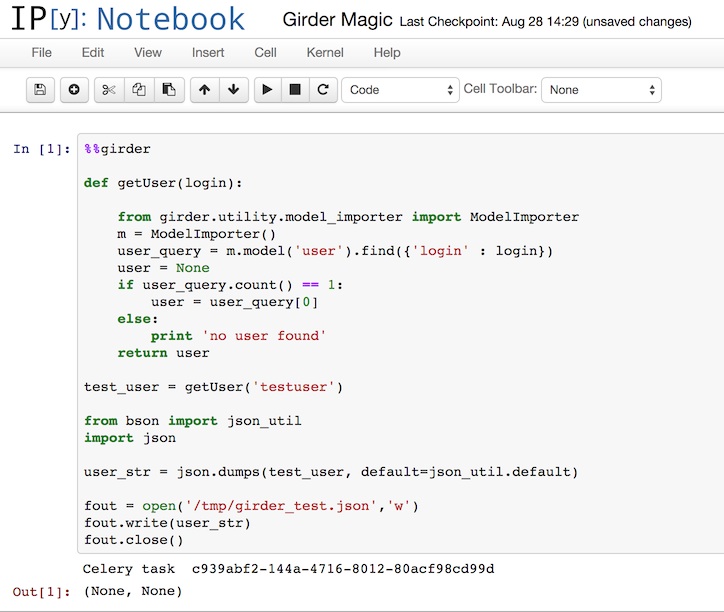 IP[y]: Notebook Girder Magic Last Checkpoint: Aug 28 14:29 (unsaved changes)
File Edit View Insert Cell Kernel Help
Code Cell Toolbar: None
In [1]: %%girder
def getUser(login):
from girder.utility.model_importer import ModelImporter
m = ModelImporter()
user_query = m.model('user').find({'login' : login})
user = None
if user_query.count() == 1:
user = user_query[0]
else:
print 'no user found'
return user
test_user = getUser('testuser')
from bson import json_util
import json
user_str = json.dumps(test_user, default=json_util.default)
fout = open('/tmp/girder_test.json','w')
fout.write(user_str)
fout.close()
Celery task  c939abf2-144a-4716-8012-80acf98cd99d
Out[1]: (None, None)